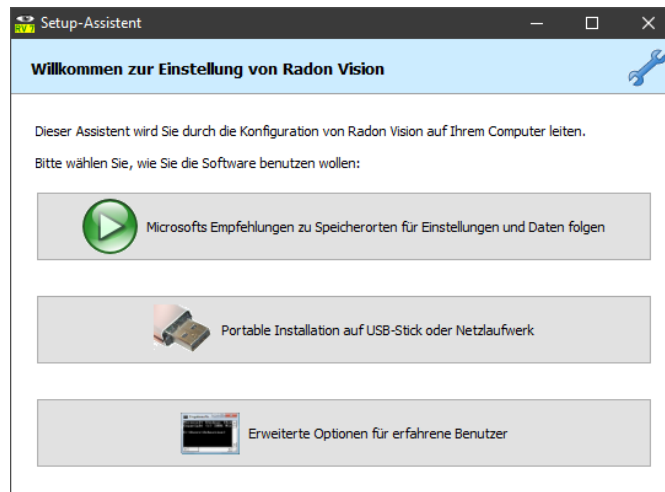 RV 7 Setup-Assistent
Willkommen zur Einstellung von Radon Vision
Dieser Assistent wird Sie durch die Konfiguration von Radon Vision auf Ihrem Computer leiten.
Bitte wählen Sie, wie Sie die Software benutzen wollen:
Microsofts Empfehlungen zu Speicherorten für Einstellungen und Daten folgen
Portable Installation auf USB-Stick oder Netzlaufwerk
Erweiterte Optionen für erfahrene Benutzer